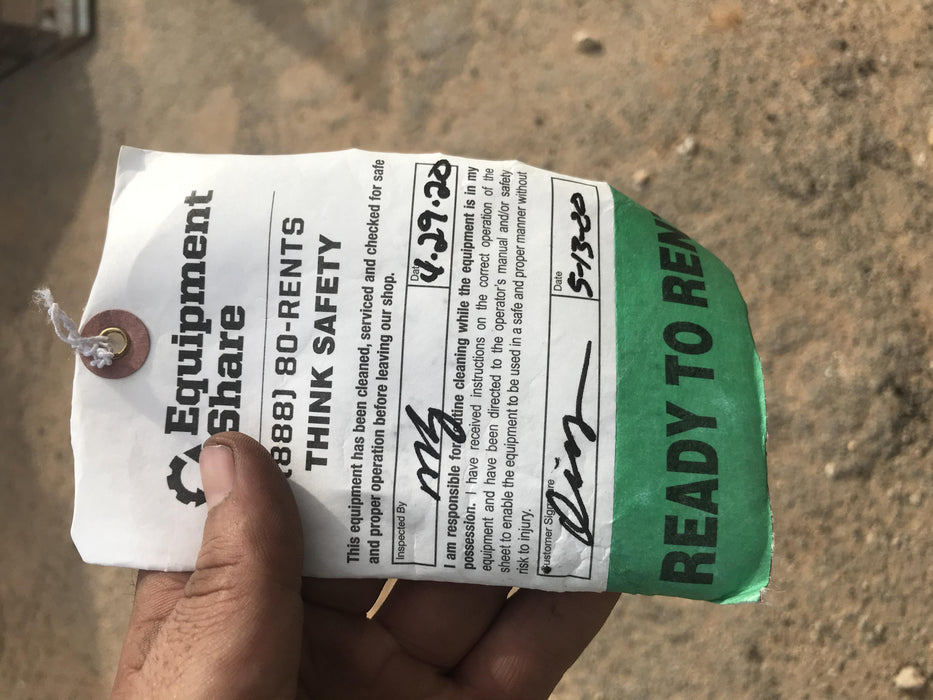 Equipment
Share
(888) 80-RENTS
THINK SAFETY
This equipment has been cleaned, serviced and checked for safe
and proper operation before leaving our shop.
Inspected By
Date
4.29.20
I am responsible for routine cleaning while the equipment is in my
possession. I have received instructions on the correct operation of the
equipment and have been directed to the operator's manual and/or safety
sheet to enable the equipment to be used in a safe and proper manner without
risk to injury.
Customer Signature
Date
5-13-20
READY TO REN